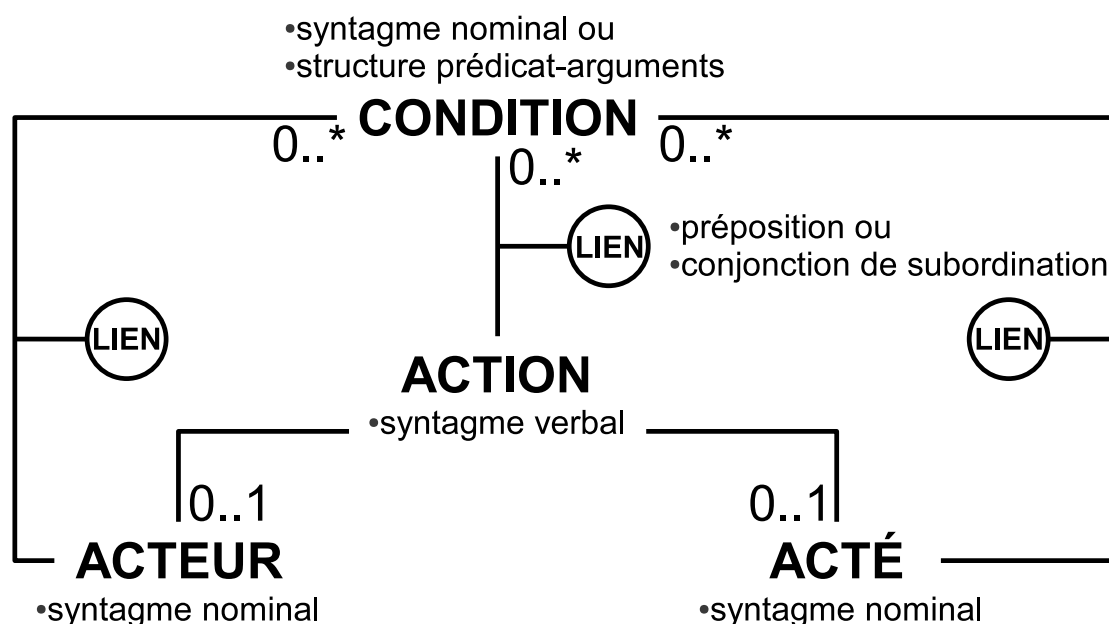 •syntagme nominal ou
•structure prédicat-arguments
CONDITION
0..*
0..*
0..*
LIEN
•préposition ou
•conjonction de subordination
LIEN
LIEN
ACTION
•syntagme verbal
0..1
0..1
ACTEUR
ACTÉ
•syntagme nominal
•syntagme nominal